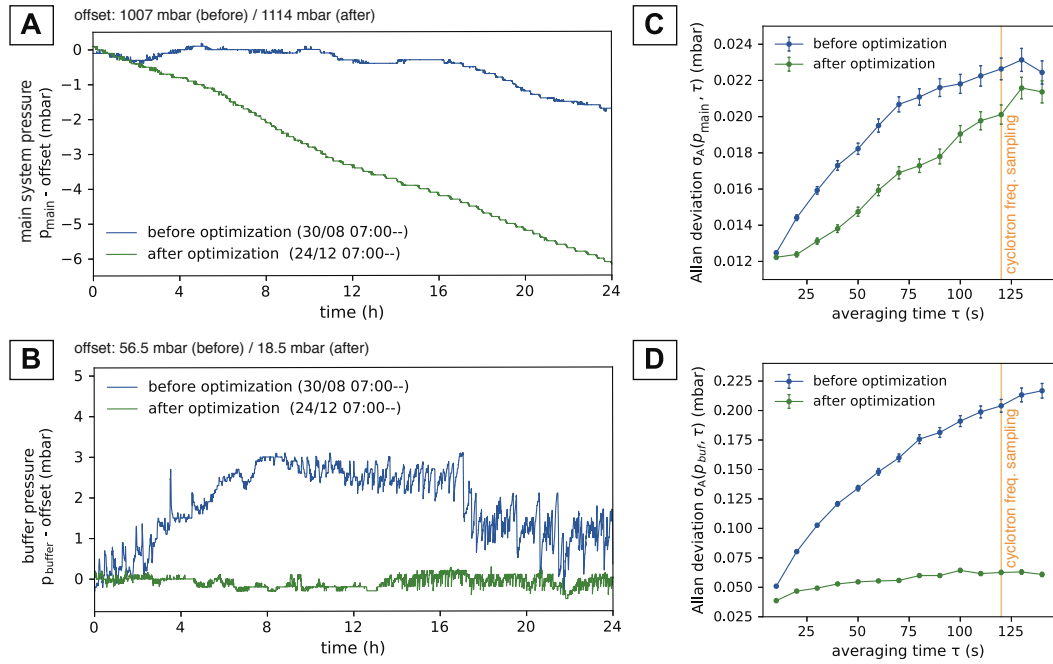 A
offset: 1007 mbar (before) / 1114 mbar (after)
main system pressure
p_main - offset (mbar)
0
−1
−2
−3
−4
−5
−6
before optimization (30/08 07:00--)
after optimization (24/12 07:00--)
0 4 8 12 16 20 24
time (h)
C
Allan deviation σ_A(p_main, τ) (mbar)
0.024
0.022
0.020
0.018
0.016
0.014
0.012
before optimization
after optimization
cyclotron freq. sampling
25 50 75 100 125
averaging time τ (s)
B
offset: 56.5 mbar (before) / 18.5 mbar (after)
buffer pressure
p_buffer - offset (mbar)
5
4
3
2
1
0
before optimization (30/08 07:00--)
after optimization (24/12 07:00--)
0 4 8 12 16 20 24
time (h)
D
Allan deviation σ_A(p_buf, τ) (mbar)
0.225
0.200
0.175
0.150
0.125
0.100
0.075
0.050
0.025
before optimization
after optimization
cyclotron freq. sampling
25 50 75 100 125
averaging time τ (s)